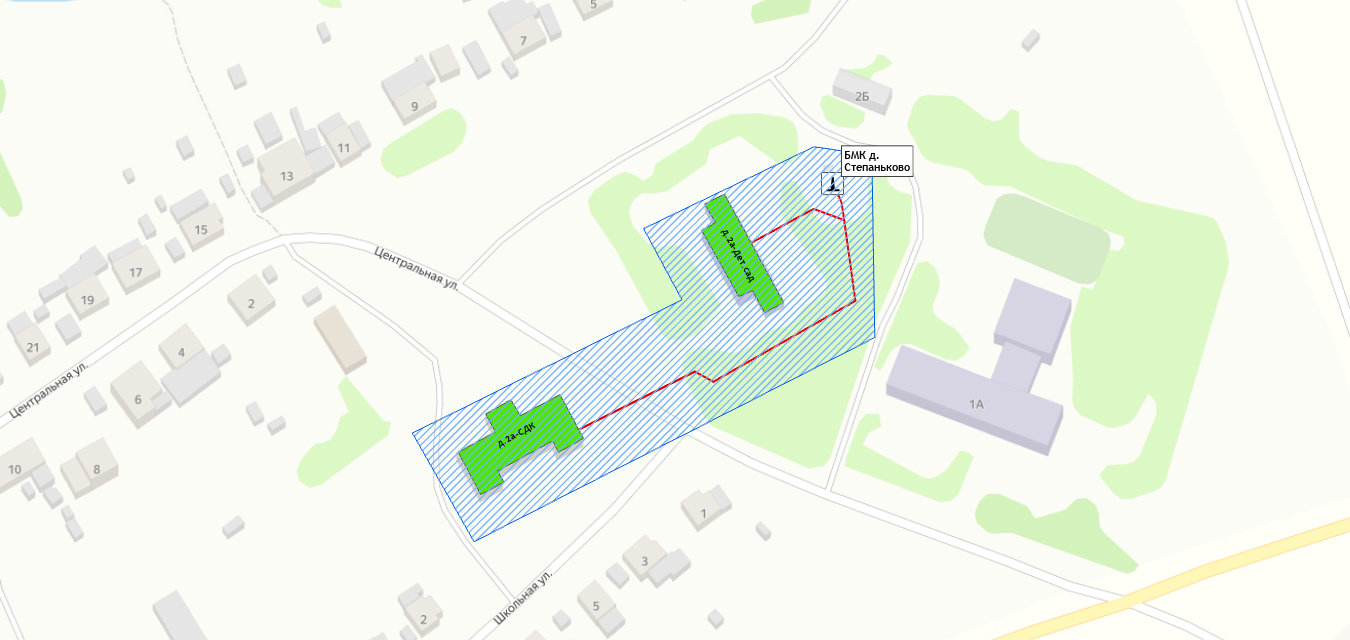 5
7
9
2Б
11
13
БМК д.
Степаньково
15
Центральная ул.
д.2а-Дет.сад
17
19
2
21
4
6
Центральная ул.
1А
д.2а-СДК
10
8
1
3
Школьная ул.
5
2